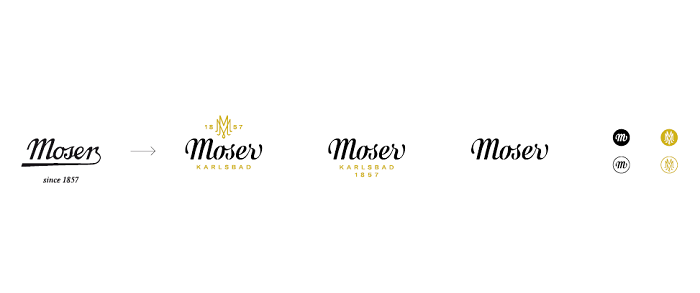 Moser
since 1857
18 M 57
Moser
KARLSBAD
Moser
KARLSBAD
1857
Moser
M
M
M
M